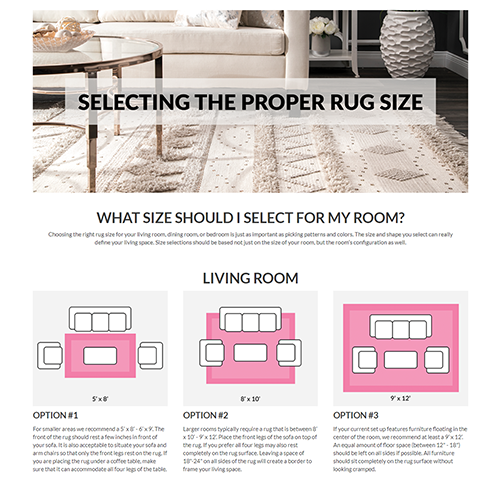 SELECTING THE PROPER RUG SIZE
WHAT SIZE SHOULD I SELECT FOR MY ROOM?
Choosing the right rug size for your living room, dining room, or bedroom is just as important as picking patterns and colors. The size and shape you select can really
define your living space. Size selections should be based not just on the size of your room, but the room's configuration as well.
LIVING ROOM
5' x 8'
8' x 10'
9' x 12'
OPTION #1
For smaller areas we recommend a 5' x 8' - 6' x 9'. The
front of the rug should rest a few inches in front of
your sofa. It is also acceptable to situate your sofa and
arm chairs so that only the front legs rest on the rug. If
you are placing the rug under a coffee table, make
sure that it can accommodate all four legs of the table.
OPTION #2
Larger rooms typically require a rug that is between 8'
x 10' - 9' x 12'. Place the front legs of the sofa on top of
the rug. If you prefer all four legs may also rest
completely on the rug surface. Leaving a space of
18"-24" on all sides of the rug will create a border to
frame your living space.
OPTION #3
If your current set up features furniture floating in the
center of the room, we recommend at least a 9' x 12'.
An equal amount of floor space (between 12" - 18")
should be left on all sides if possible. All furniture
should sit completely on the rug surface without
looking cramped.